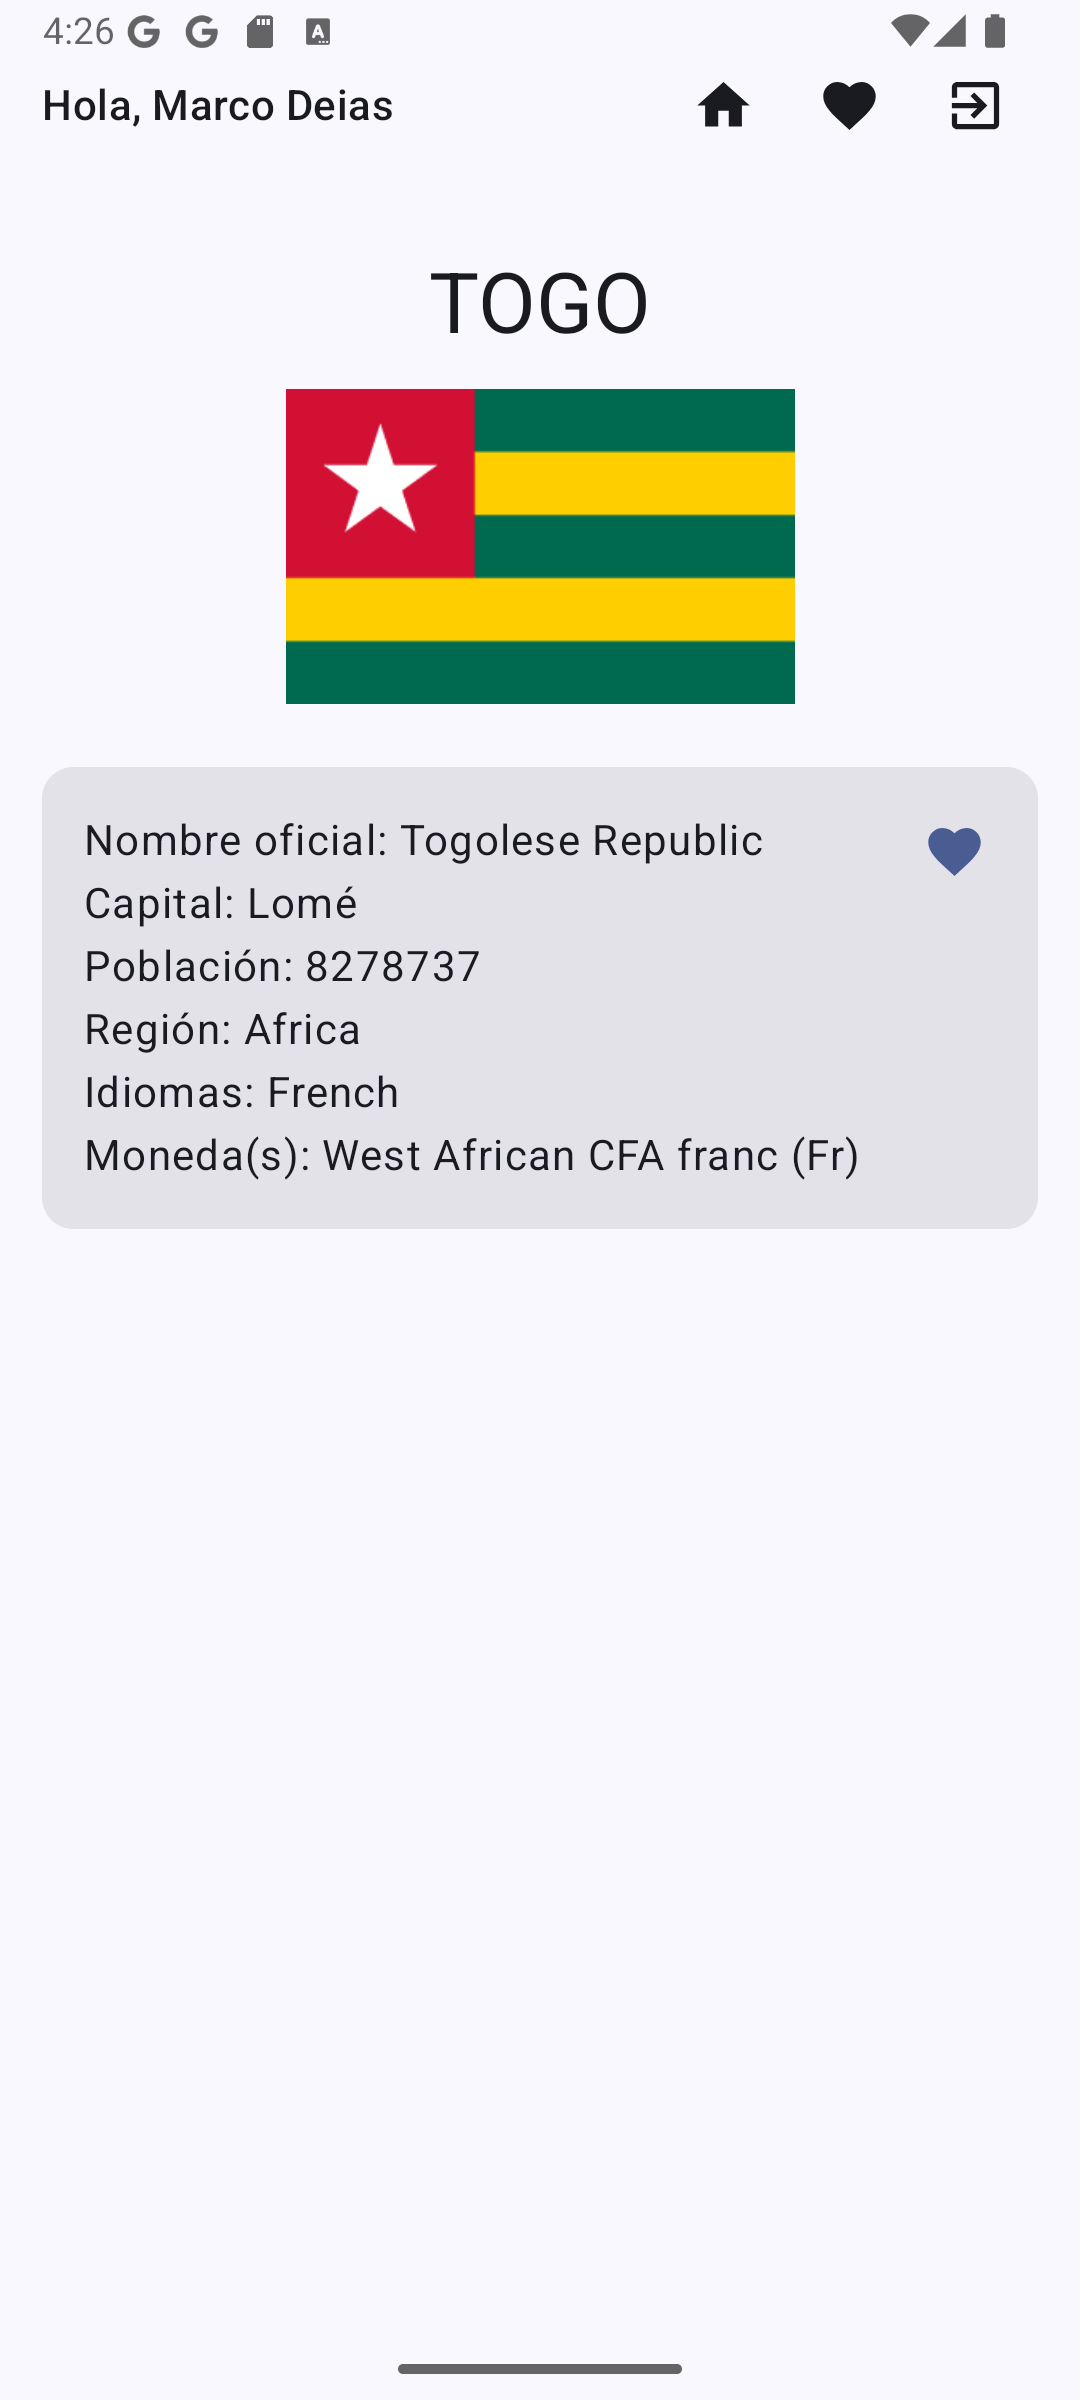 4:26
Hola, Marco Deias
TOGO
Nombre oficial: Togolese Republic
Capital: Lomé
Población: 8278737
Región: Africa
Idiomas: French
Moneda(s): West African CFA franc (Fr)